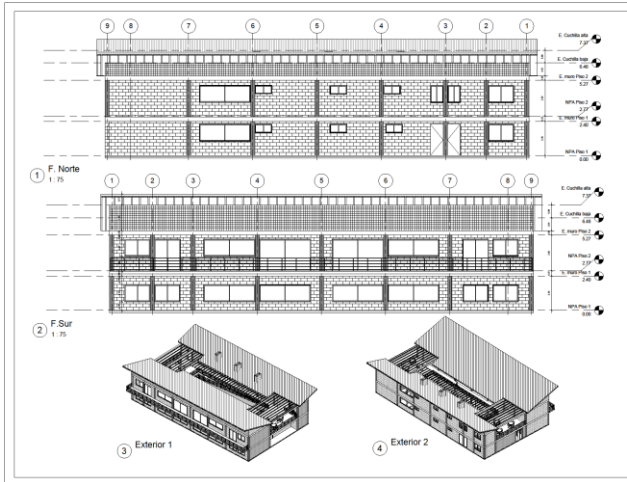 9 8 7 6 5 4 3 2 1
E. Cuchilla alta
7.37
E. Cuchilla baja
6.46
E. muro Piso 2
5.27
NPA Piso 2
2.77
E. muro Piso 1
2.40
NPA Piso 1
0.00
1 F. Norte
1 : 75
1 2 3 4 5 6 7 8 9
E. Cuchilla alta
7.37
E. Cuchilla baja
6.46
E. muro Piso 2
5.27
NPA Piso 2
2.77
E. muro Piso 1
2.40
NPA Piso 1
0.00
2 F.Sur
1 : 75
3 Exterior 1
4 Exterior 2